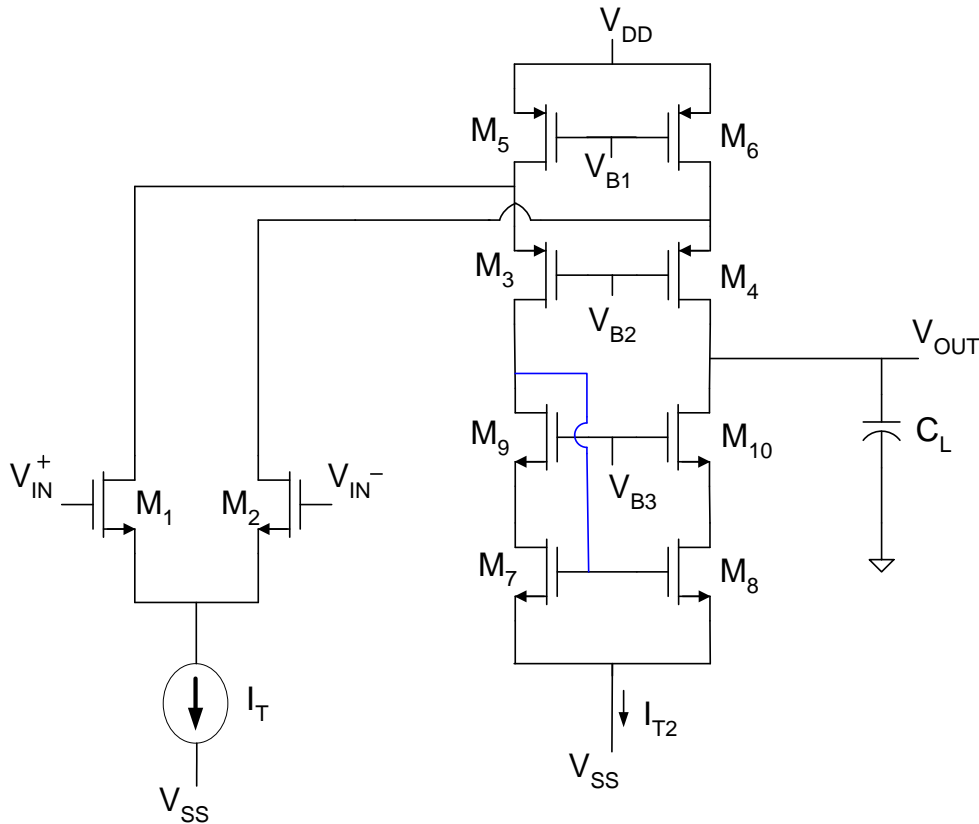 V_DD
M_5
M_6
V_B1
M_3
M_4
V_B2
V_OUT
M_9
M_10
C_L
V_IN^+
M_1
M_2
V_IN^−
V_B3
M_7
M_8
I_T
I_T2
V_SS
V_SS